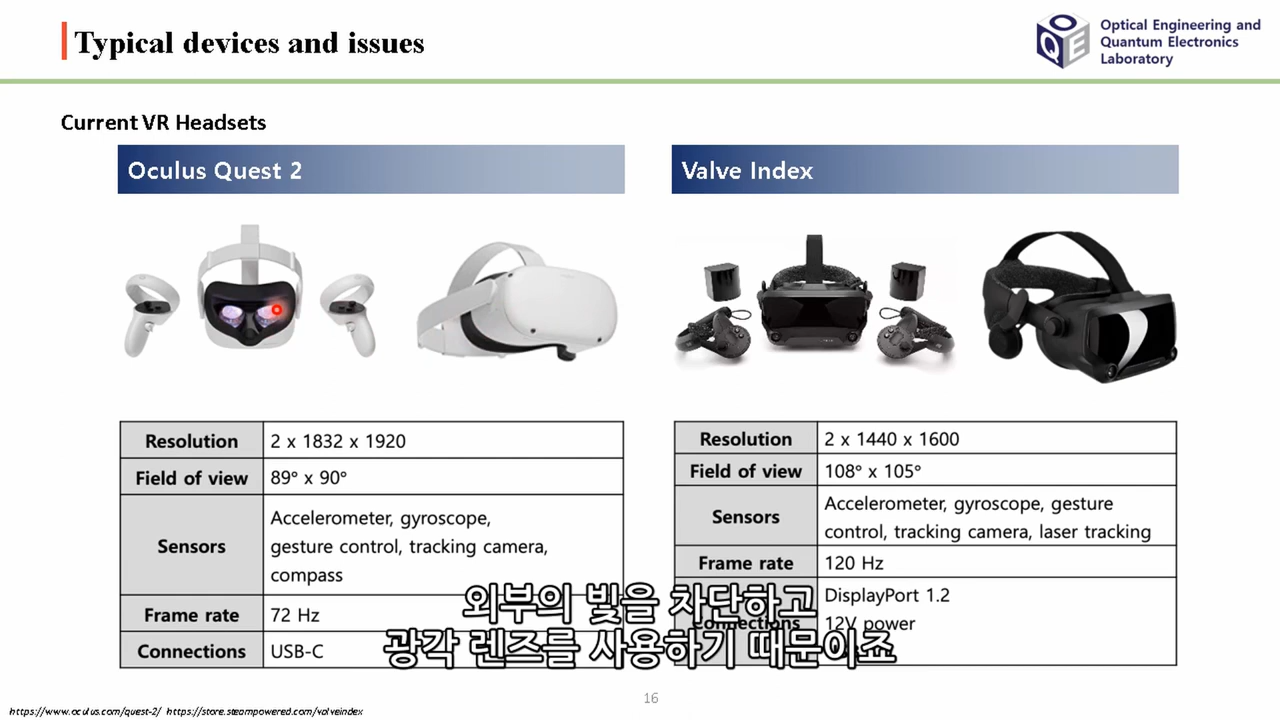 Typical devices and issues
Optical Engineering and
Quantum Electronics
Laboratory
Current VR Headsets
Oculus Quest 2
Resolution 2 x 1832 x 1920
Field of view 89° x 90°
Sensors Accelerometer, gyroscope,
gesture control, tracking camera,
compass
Frame rate 72 Hz
Connections USB-C
Valve Index
Resolution 2 x 1440 x 1600
Field of view 108° x 105°
Sensors Accelerometer, gyroscope, gesture
control, tracking camera, laser tracking
Frame rate 120 Hz
Connections DisplayPort 1.2
12V power
외부의 빛을 차단하고
광각 렌즈를 사용하기 때문이죠
16
https://www.oculus.com/quest-2/ https://store.steampowered.com/valveindex